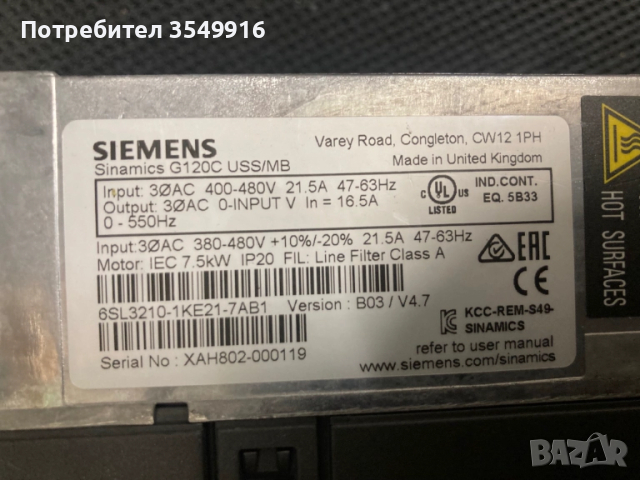 Потребител 3549916
SIEMENS
Sinamics G120C USS/MB
Varey Road, Congleton, CW12 1PH
Made in United Kingdom
Input: 3ØAC 400-480V 21.5A 47-63Hz
Output: 3ØAC 0-INPUT V In = 16.5A
0 - 550Hz
C UL US
LISTED
IND.CONT.
EQ. 5B33
Input:3ØAC 380-480V +10%/-20% 21.5A 47-63Hz
Motor: IEC 7.5kW IP20 FIL: Line Filter Class A
EAC
CE
6SL3210-1KE21-7AB1 Version : B03 / V4.7
KCC-REM-S49-
SINAMICS
Serial No : XAH802-000119
refer to user manual
www.siemens.com/sinamics
HOT SURFACES
BAZAR